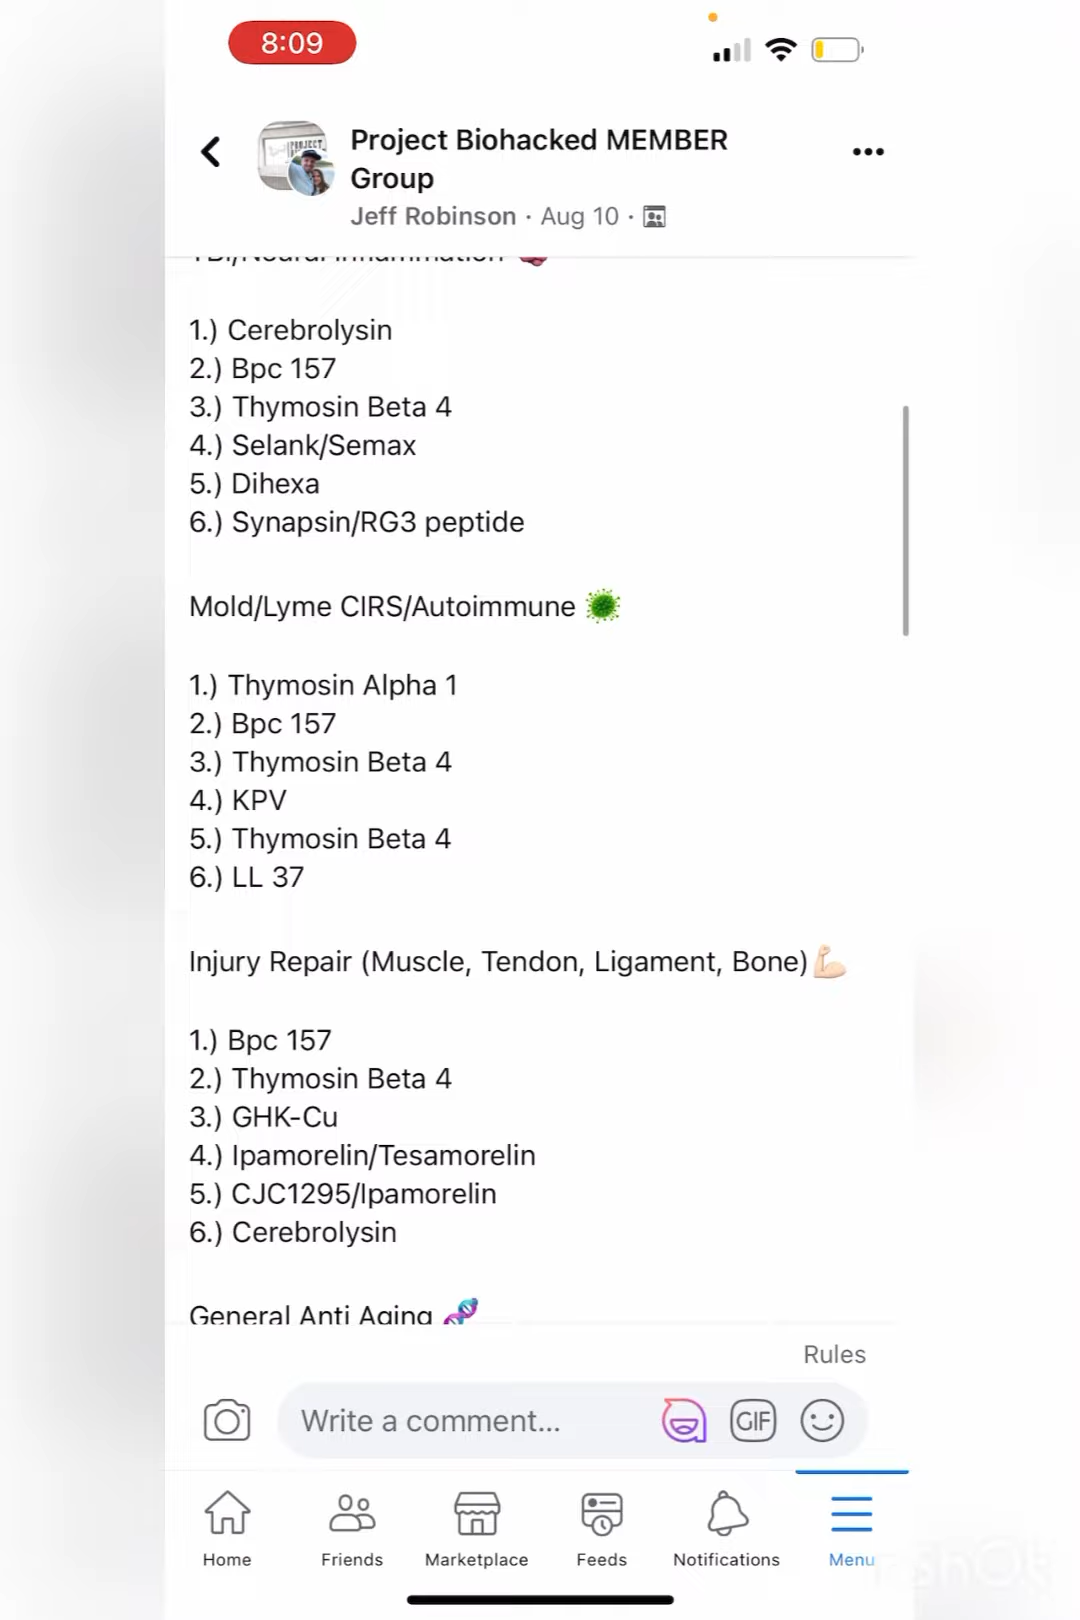 8:09
Project Biohacked MEMBER
Group
Jeff Robinson · Aug 10 ·
TBI/Neural Inflammation
1.) Cerebrolysin
2.) Bpc 157
3.) Thymosin Beta 4
4.) Selank/Semax
5.) Dihexa
6.) Synapsin/RG3 peptide
Mold/Lyme CIRS/Autoimmune
1.) Thymosin Alpha 1
2.) Bpc 157
3.) Thymosin Beta 4
4.) KPV
5.) Thymosin Beta 4
6.) LL 37
Injury Repair (Muscle, Tendon, Ligament, Bone)
1.) Bpc 157
2.) Thymosin Beta 4
3.) GHK-Cu
4.) Ipamorelin/Tesamorelin
5.) CJC1295/Ipamorelin
6.) Cerebrolysin
General Anti Aging
Rules
Write a comment...
GIF
Home
Friends
Marketplace
Feeds
Notifications
Menu